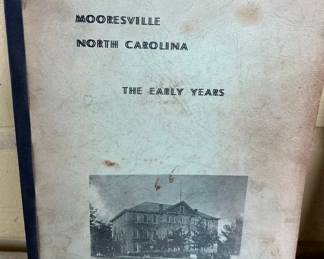 MOORESVILLE
NORTH CAROLINA
THE EARLY YEARS